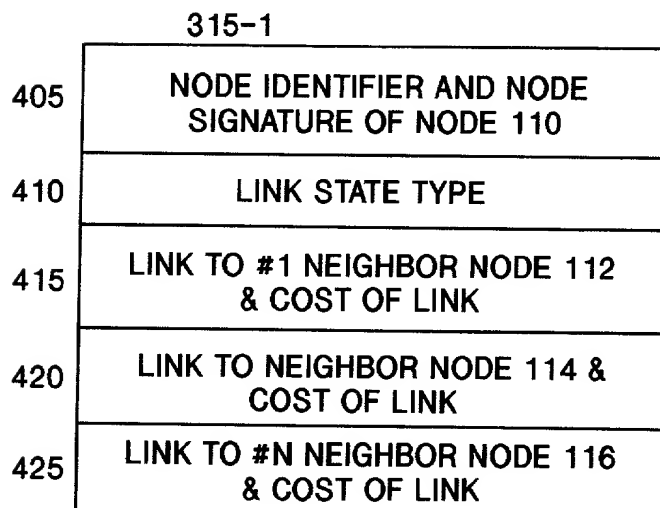 315-1
405
NODE IDENTIFIER AND NODE
SIGNATURE OF NODE 110
410
LINK STATE TYPE
415
LINK TO #1 NEIGHBOR NODE 112
& COST OF LINK
420
LINK TO NEIGHBOR NODE 114 &
COST OF LINK
425
LINK TO #N NEIGHBOR NODE 116
& COST OF LINK